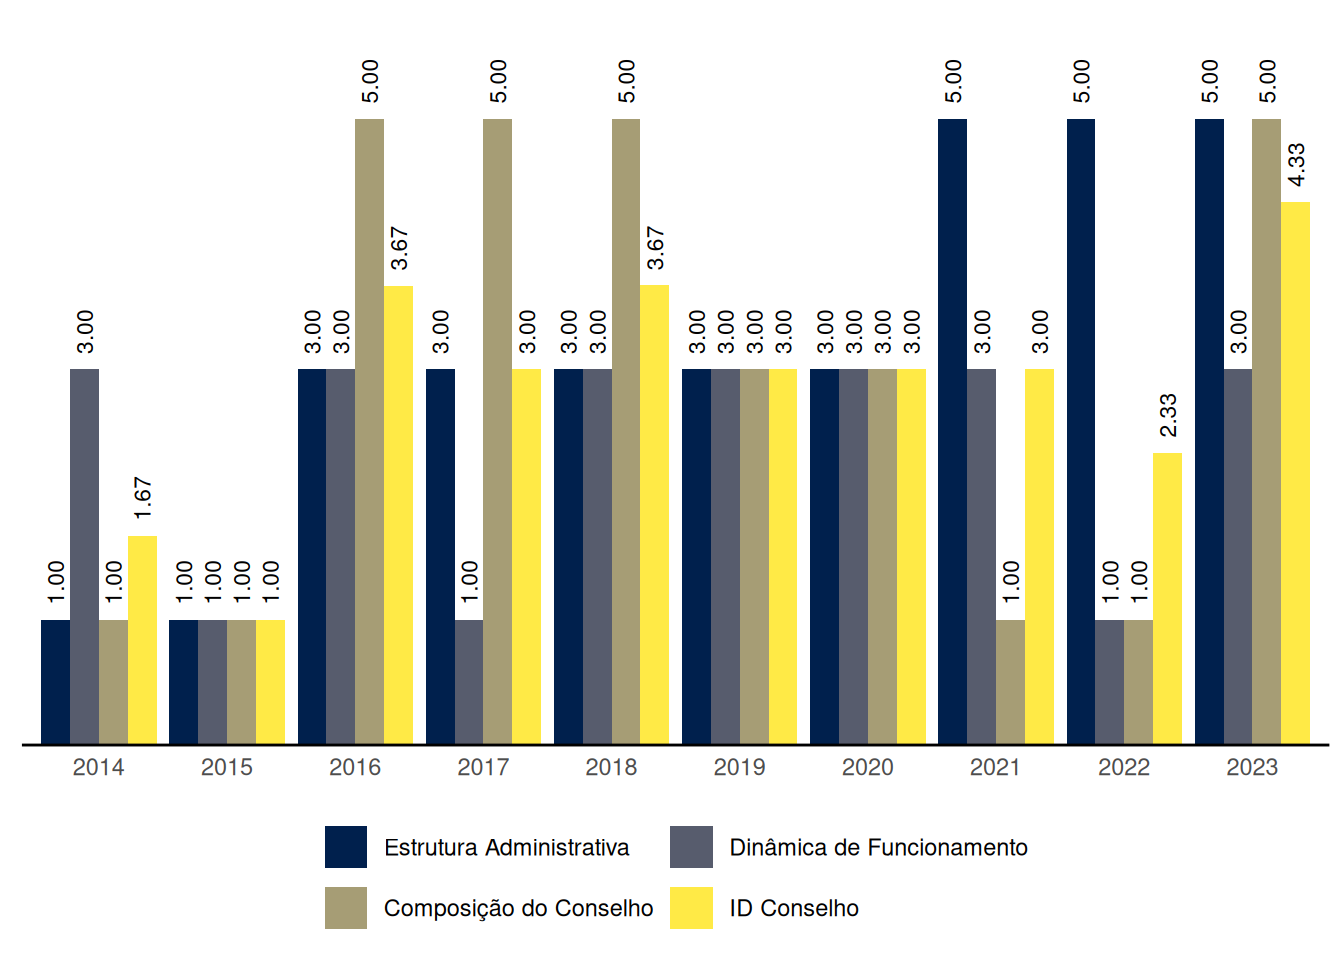 5.00 5.00 5.00 5.00 5.00 5.00 5.00
4.33
3.67 3.67
3.00 3.00 3.00 3.00 3.00 3.00 3.00 3.00 3.00 3.00 3.00 3.00 3.00 3.00 3.00 3.00 3.00 3.00
2.33
1.67
1.00 1.00 1.00 1.00 1.00 1.00 1.00 1.00 1.00 1.00
2014 2015 2016 2017 2018 2019 2020 2021 2022 2023
Estrutura Administrativa Dinâmica de Funcionamento
Composição do Conselho ID Conselho